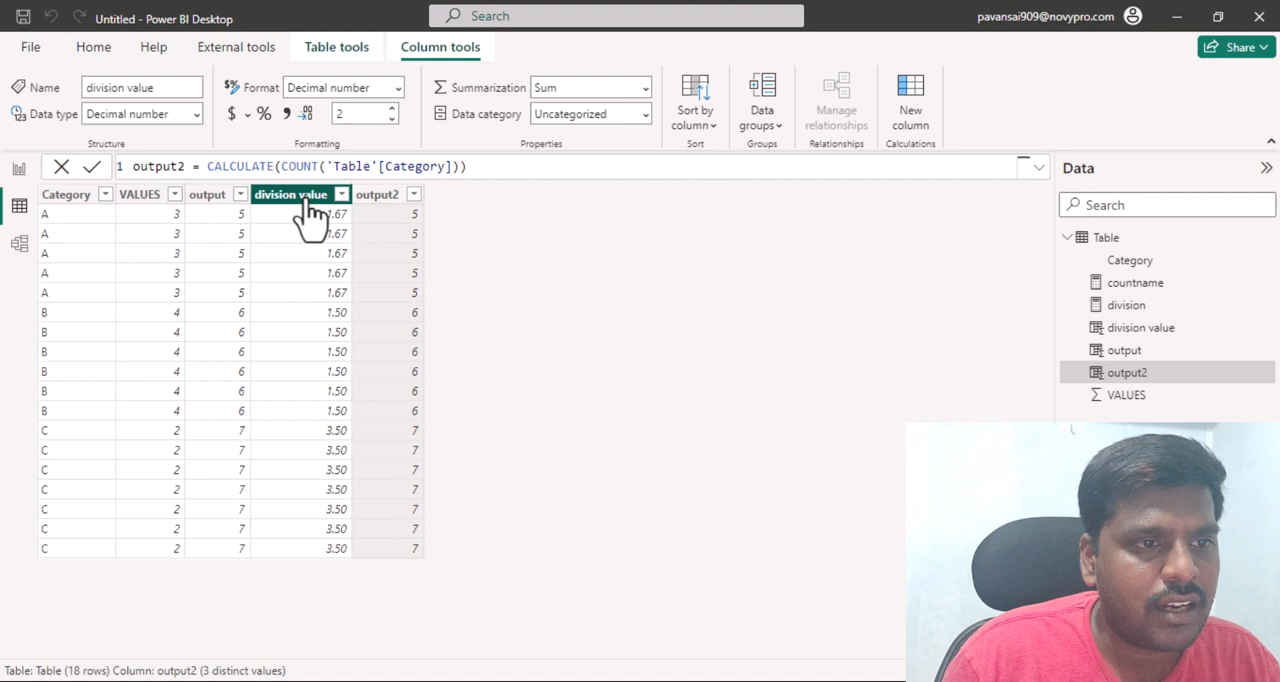 Untitled - Power BI Desktop
Search
pavansai909@novypro.com
File
Home
Help
External tools
Table tools
Column tools
Share
Name
division value
Format
Decimal number
Summarization
Sum
Data type
Decimal number
$ % 9 .00
2
Data category
Uncategorized
Sort by
column
Data
groups
Manage
relationships
New
column
Structure
Formatting
Properties
Sort
Groups
Relationships
Calculations
1 output2 = CALCULATE(COUNT('Table'[Category]))
Category VALUES output division value output2
A 3 5 1.67 5
A 3 5 1.67 5
A 3 5 1.67 5
A 3 5 1.67 5
A 3 5 1.67 5
B 4 6 1.50 6
B 4 6 1.50 6
B 4 6 1.50 6
B 4 6 1.50 6
B 4 6 1.50 6
B 4 6 1.50 6
C 2 7 3.50 7
C 2 7 3.50 7
C 2 7 3.50 7
C 2 7 3.50 7
C 2 7 3.50 7
C 2 7 3.50 7
C 2 7 3.50 7
Data
Search
Table
Category
countname
division
division value
output
output2
VALUES
Table: Table (18 rows) Column: output2 (3 distinct values)